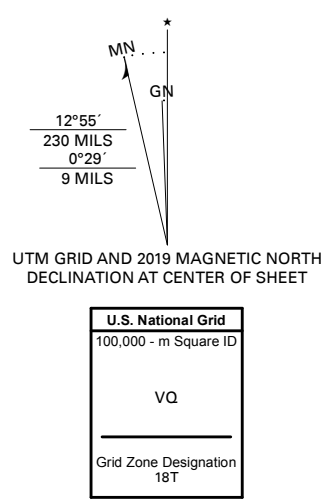 ★
MN
GN
12°55´
230 MILS
0°29´
9 MILS
UTM GRID AND 2019 MAGNETIC NORTH
DECLINATION AT CENTER OF SHEET
U.S. National Grid
100,000 - m Square ID
VQ
Grid Zone Designation
18T